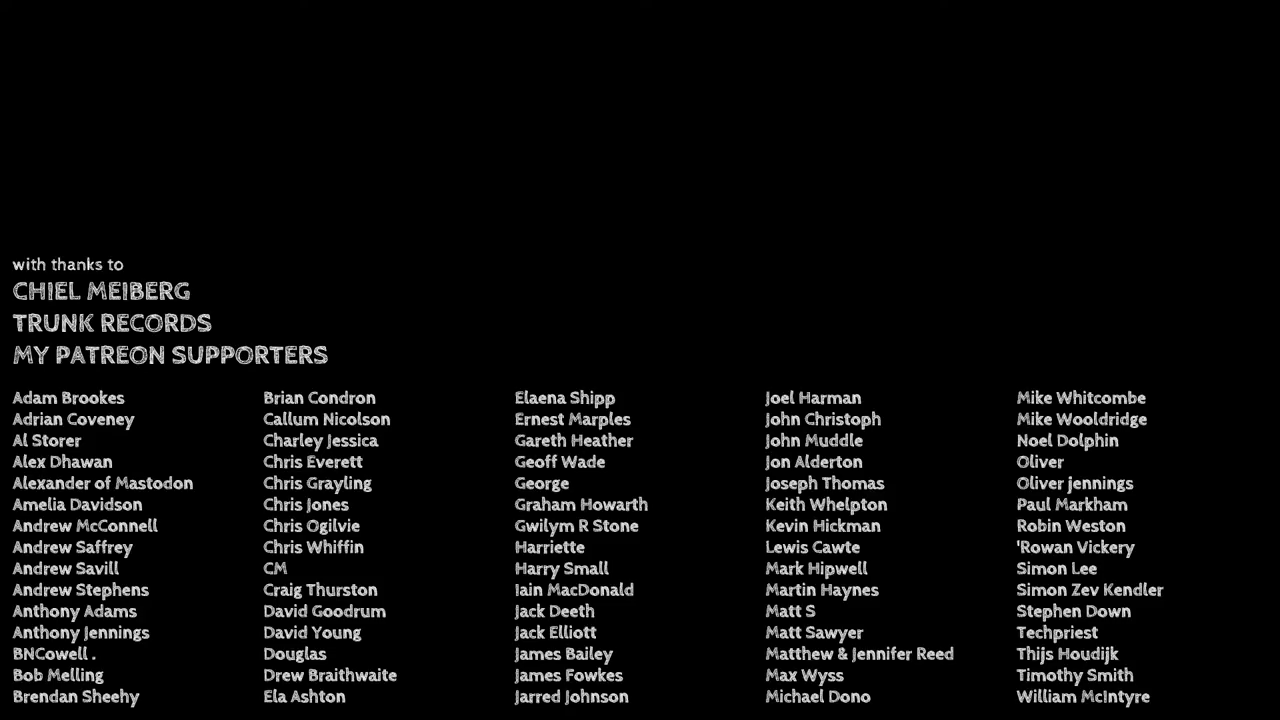 with thanks to
CHIEL MEIBERG
TRUNK RECORDS
MY PATREON SUPPORTERS
Adam Brookes
Adrian Coveney
Al Storer
Alex Dhawan
Alexander of Mastodon
Amelia Davidson
Andrew McConnell
Andrew Saffrey
Andrew Savill
Andrew Stephens
Anthony Adams
Anthony Jennings
BNCowell .
Bob Melling
Brendan Sheehy
Brian Condron
Callum Nicolson
Charley Jessica
Chris Everett
Chris Grayling
Chris Jones
Chris Ogilvie
Chris Whiffin
CM
Craig Thurston
David Goodrum
David Young
Douglas
Drew Braithwaite
Ela Ashton
Elaena Shipp
Ernest Marples
Gareth Heather
Geoff Wade
George
Graham Howarth
Gwilym R Stone
Harriette
Harry Small
Iain MacDonald
Jack Deeth
Jack Elliott
James Bailey
James Fowkes
Jarred Johnson
Joel Harman
John Christoph
John Muddle
Jon Alderton
Joseph Thomas
Keith Whelpton
Kevin Hickman
Lewis Cawte
Mark Hipwell
Martin Haynes
Matt S
Matt Sawyer
Matthew & Jennifer Reed
Max Wyss
Michael Dono
Mike Whitcombe
Mike Wooldridge
Noel Dolphin
Oliver
Oliver jennings
Paul Markham
Robin Weston
'Rowan Vickery
Simon Lee
Simon Zev Kendler
Stephen Down
Techpriest
Thijs Houdijk
Timothy Smith
William McIntyre